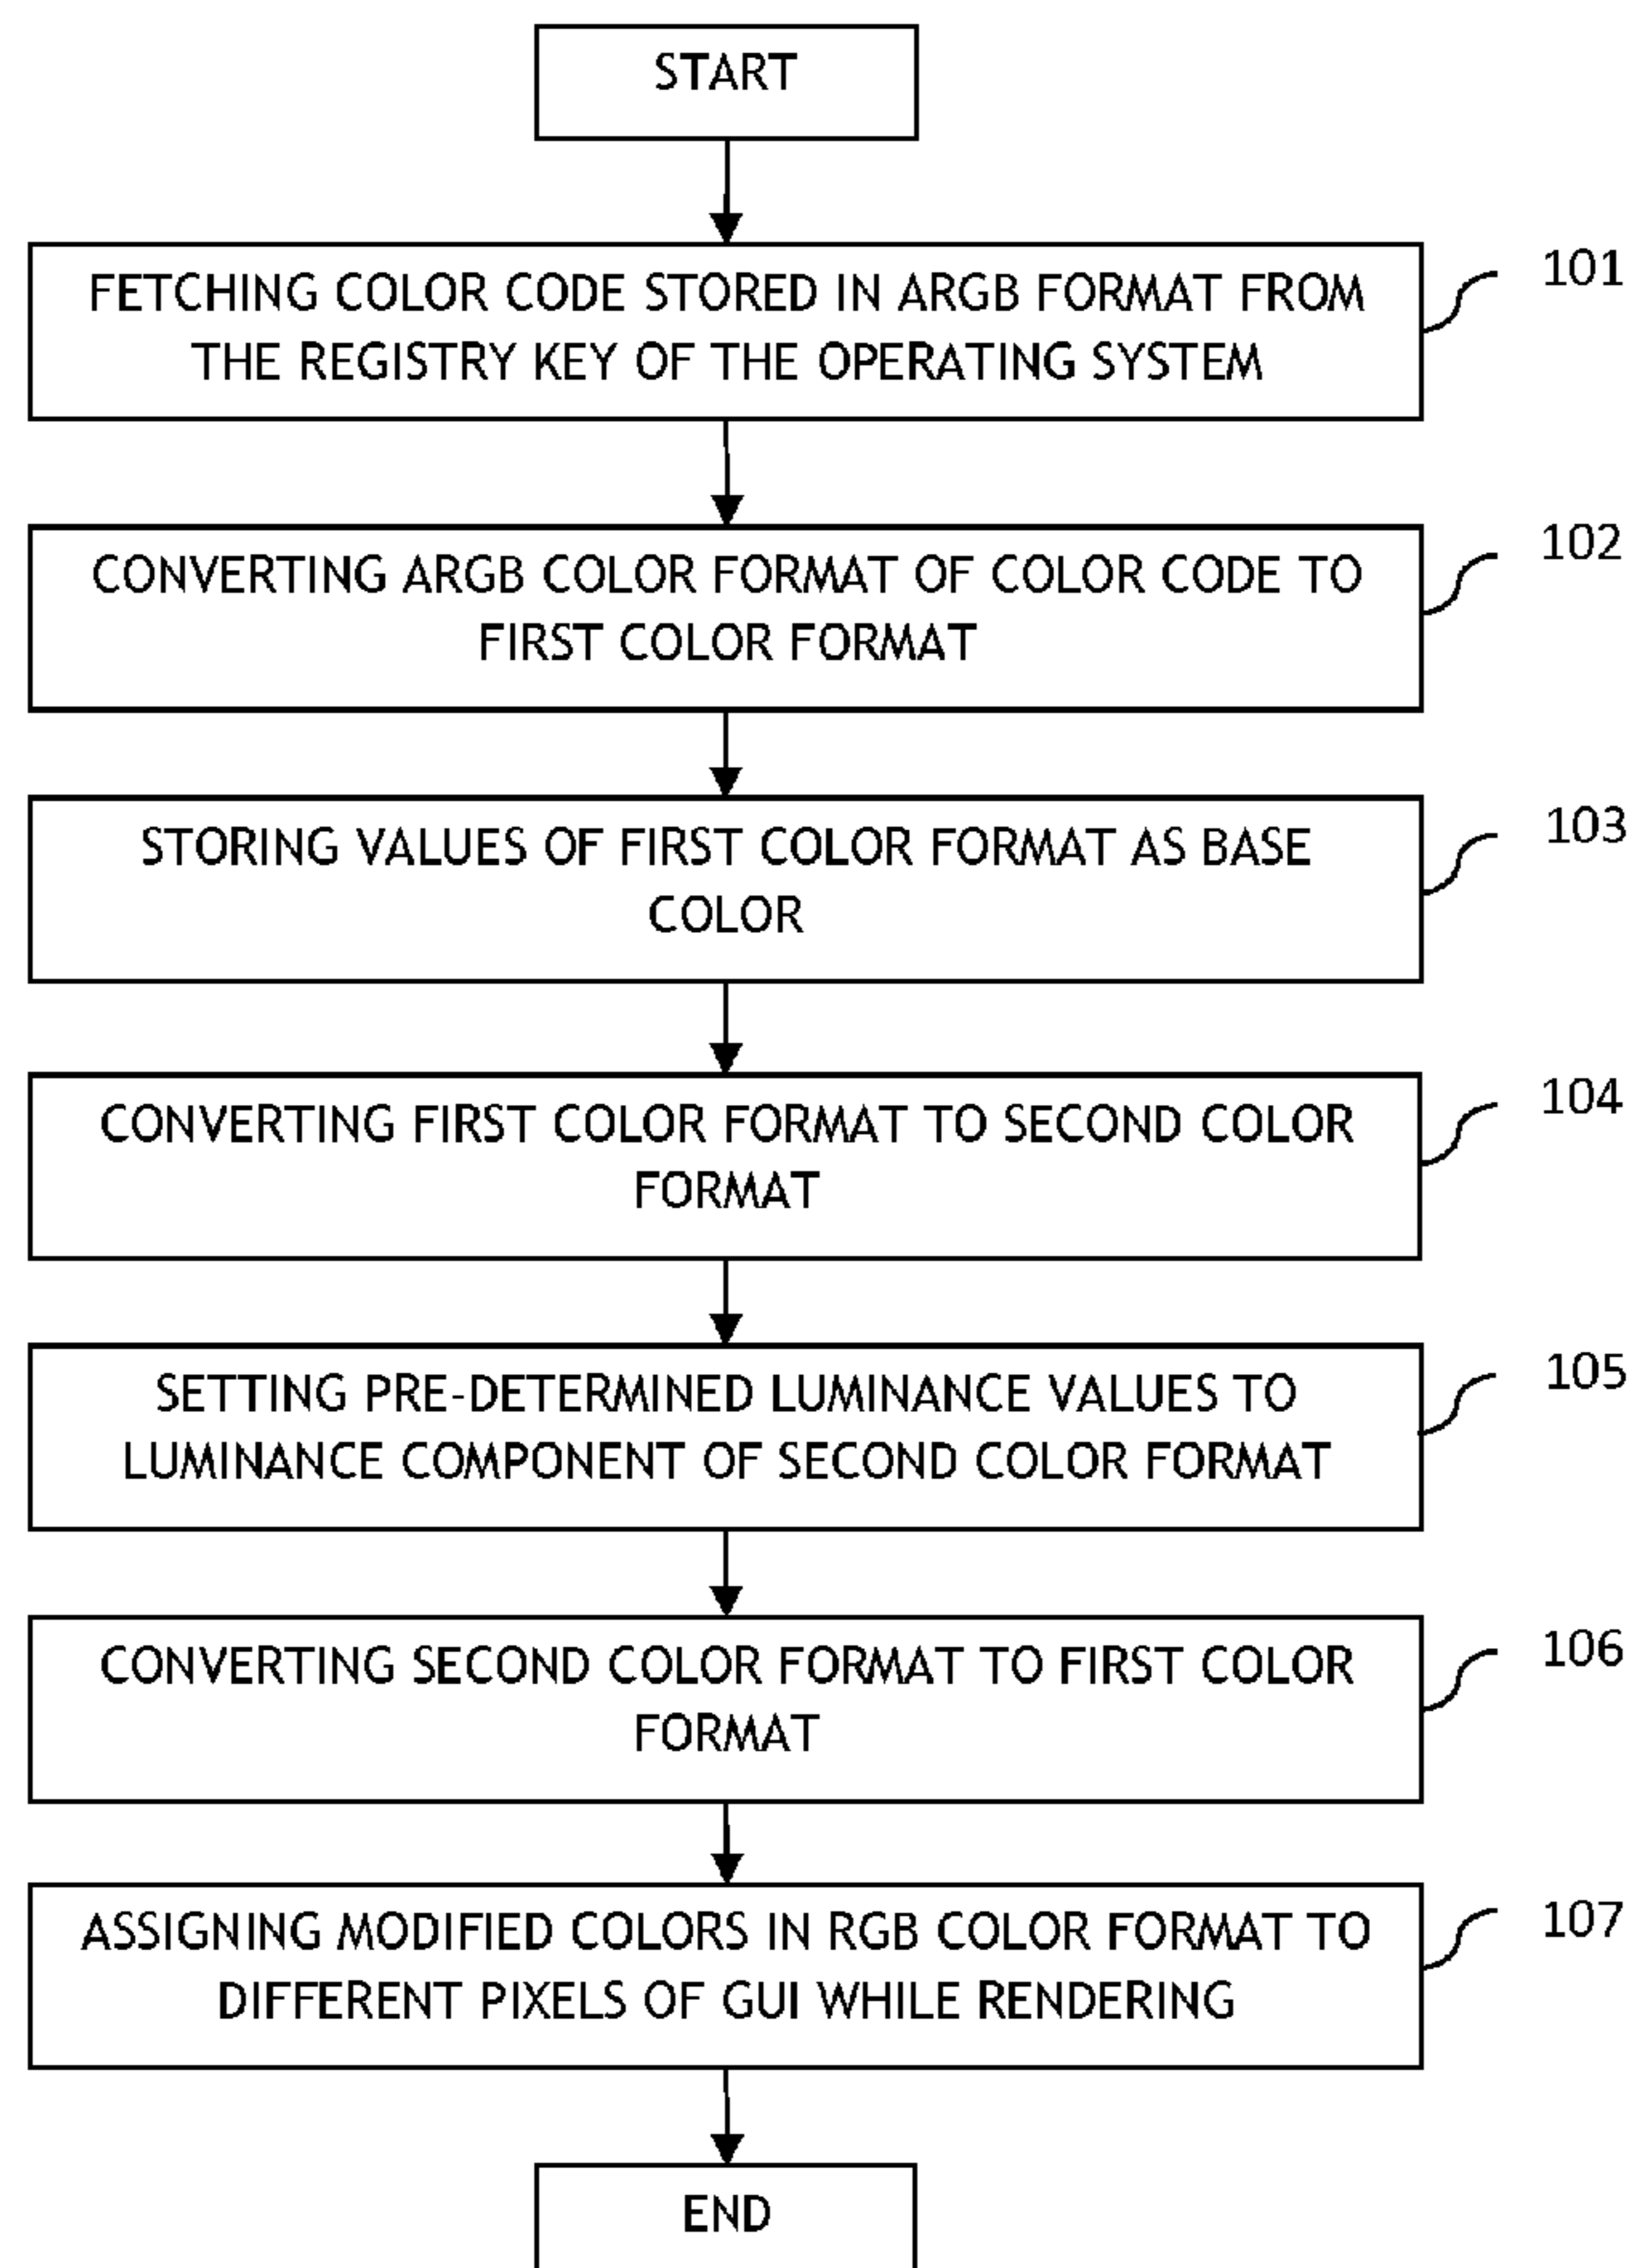 START
FETCHING COLOR CODE STORED IN ARGB FORMAT FROM
THE REGISTRY KEY OF THE OPERATING SYSTEM
101
CONVERTING ARGB COLOR FORMAT OF COLOR CODE TO
FIRST COLOR FORMAT
102
STORING VALUES OF FIRST COLOR FORMAT AS BASE
COLOR
103
CONVERTING FIRST COLOR FORMAT TO SECOND COLOR
FORMAT
104
SETTING PRE-DETERMINED LUMINANCE VALUES TO
LUMINANCE COMPONENT OF SECOND COLOR FORMAT
105
CONVERTING SECOND COLOR FORMAT TO FIRST COLOR
FORMAT
106
ASSIGNING MODIFIED COLORS IN RGB COLOR FORMAT TO
DIFFERENT PIXELS OF GUI WHILE RENDERING
107
END